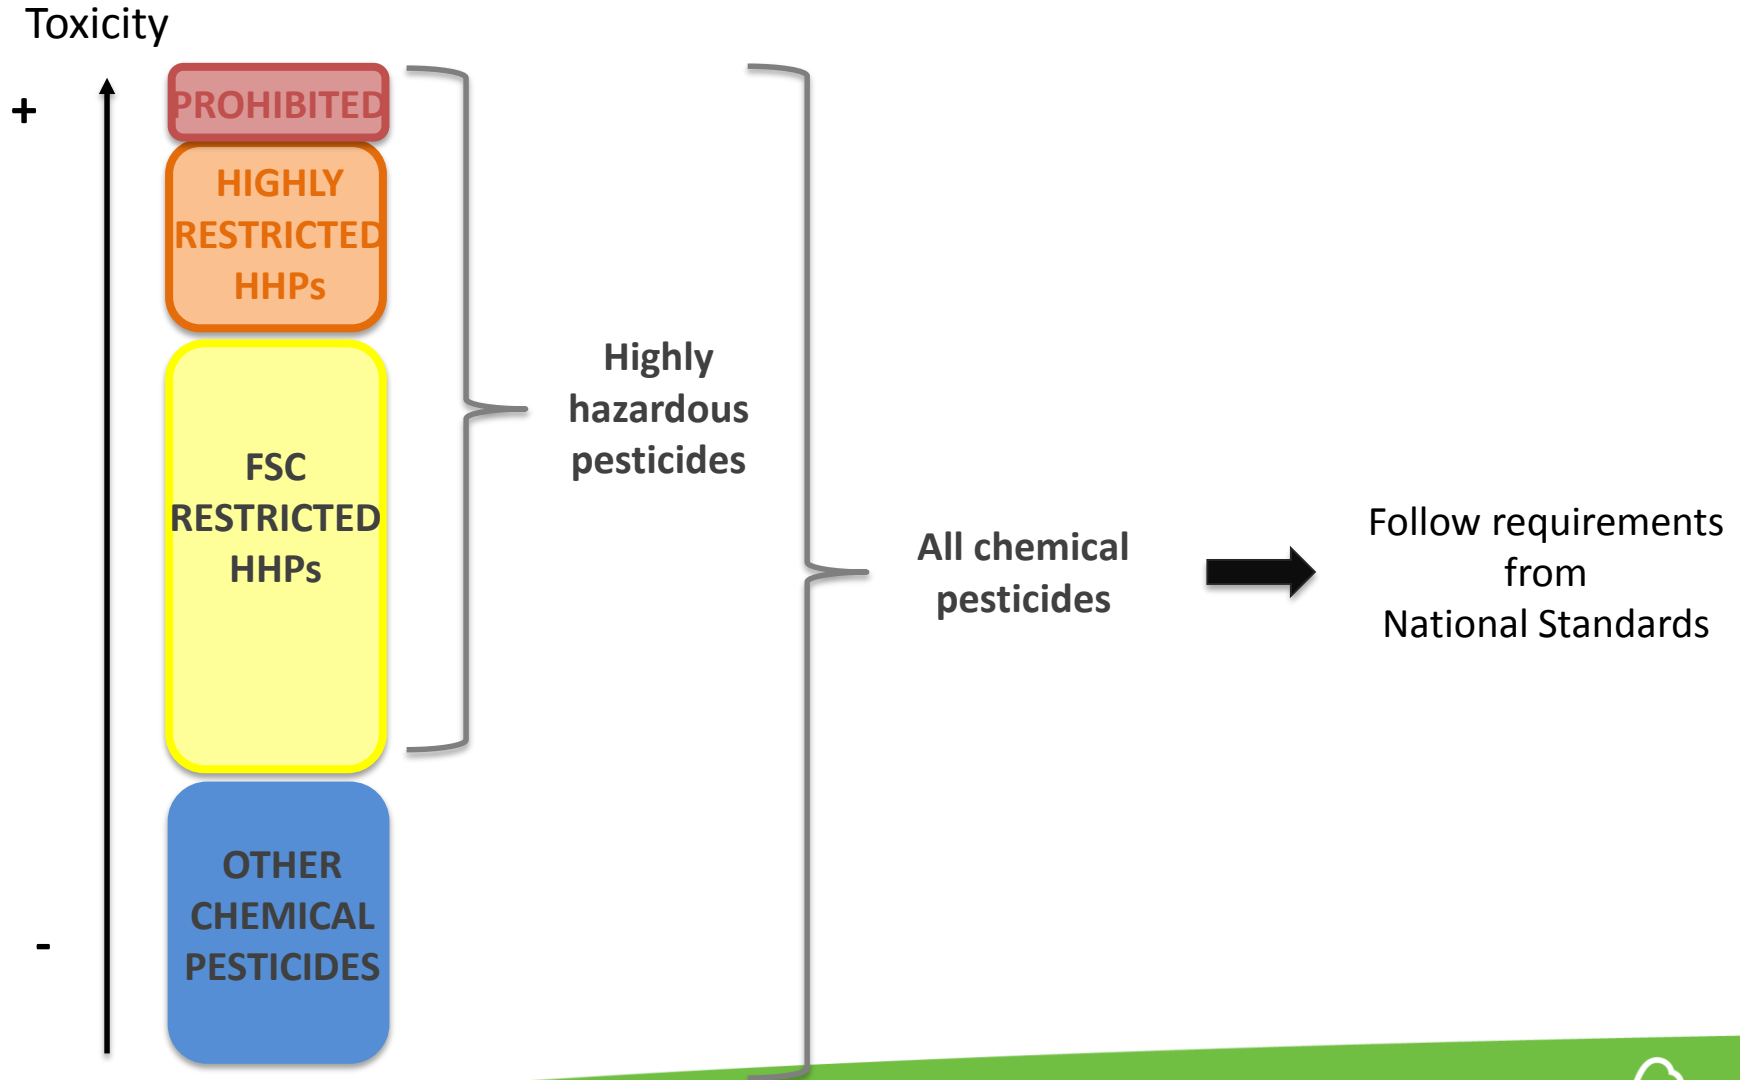 Toxicity
+
PROHIBITED
HIGHLY
RESTRICTED
HHPs
FSC
RESTRICTED
HHPs
OTHER
CHEMICAL
PESTICIDES
-
Highly
hazardous
pesticides
All chemical
pesticides
Follow requirements
from
National Standards